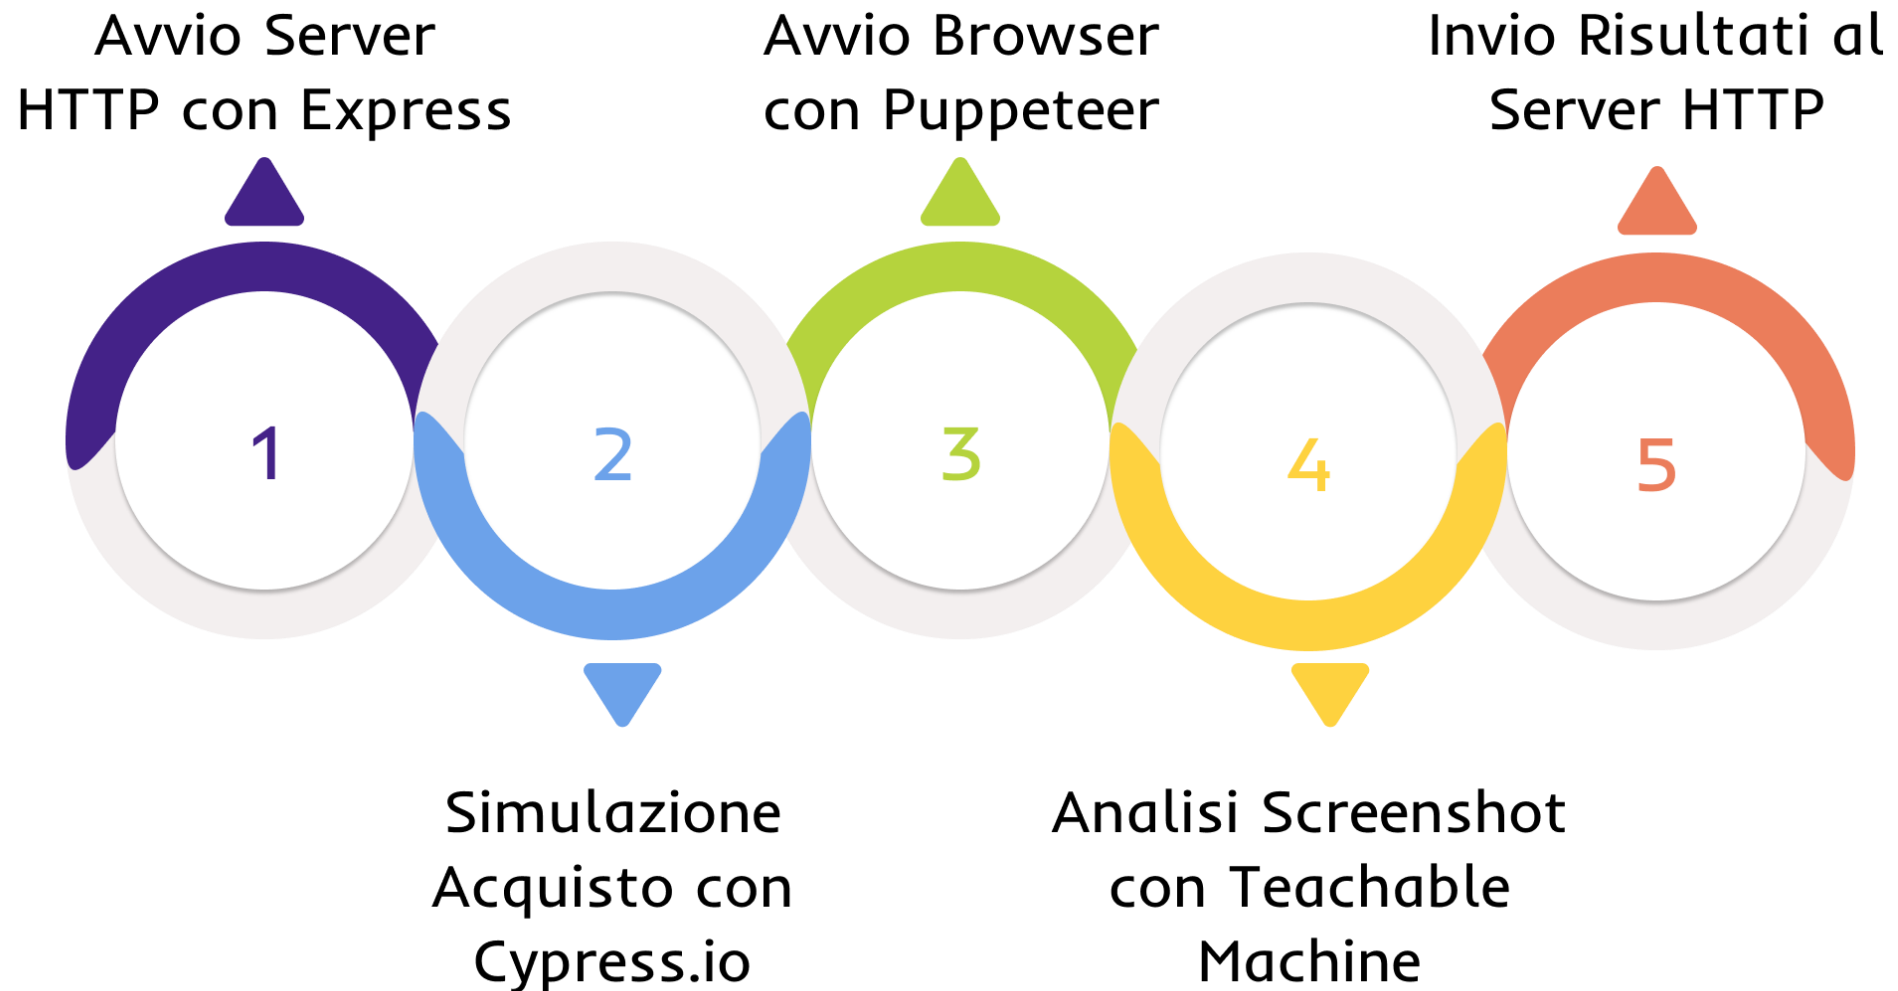 Avvio Server
HTTP con Express
1
Simulazione
Acquisto con
Cypress.io
2
Avvio Browser
con Puppeteer
3
Analisi Screenshot
con Teachable
Machine
4
Invio Risultati al
Server HTTP
5